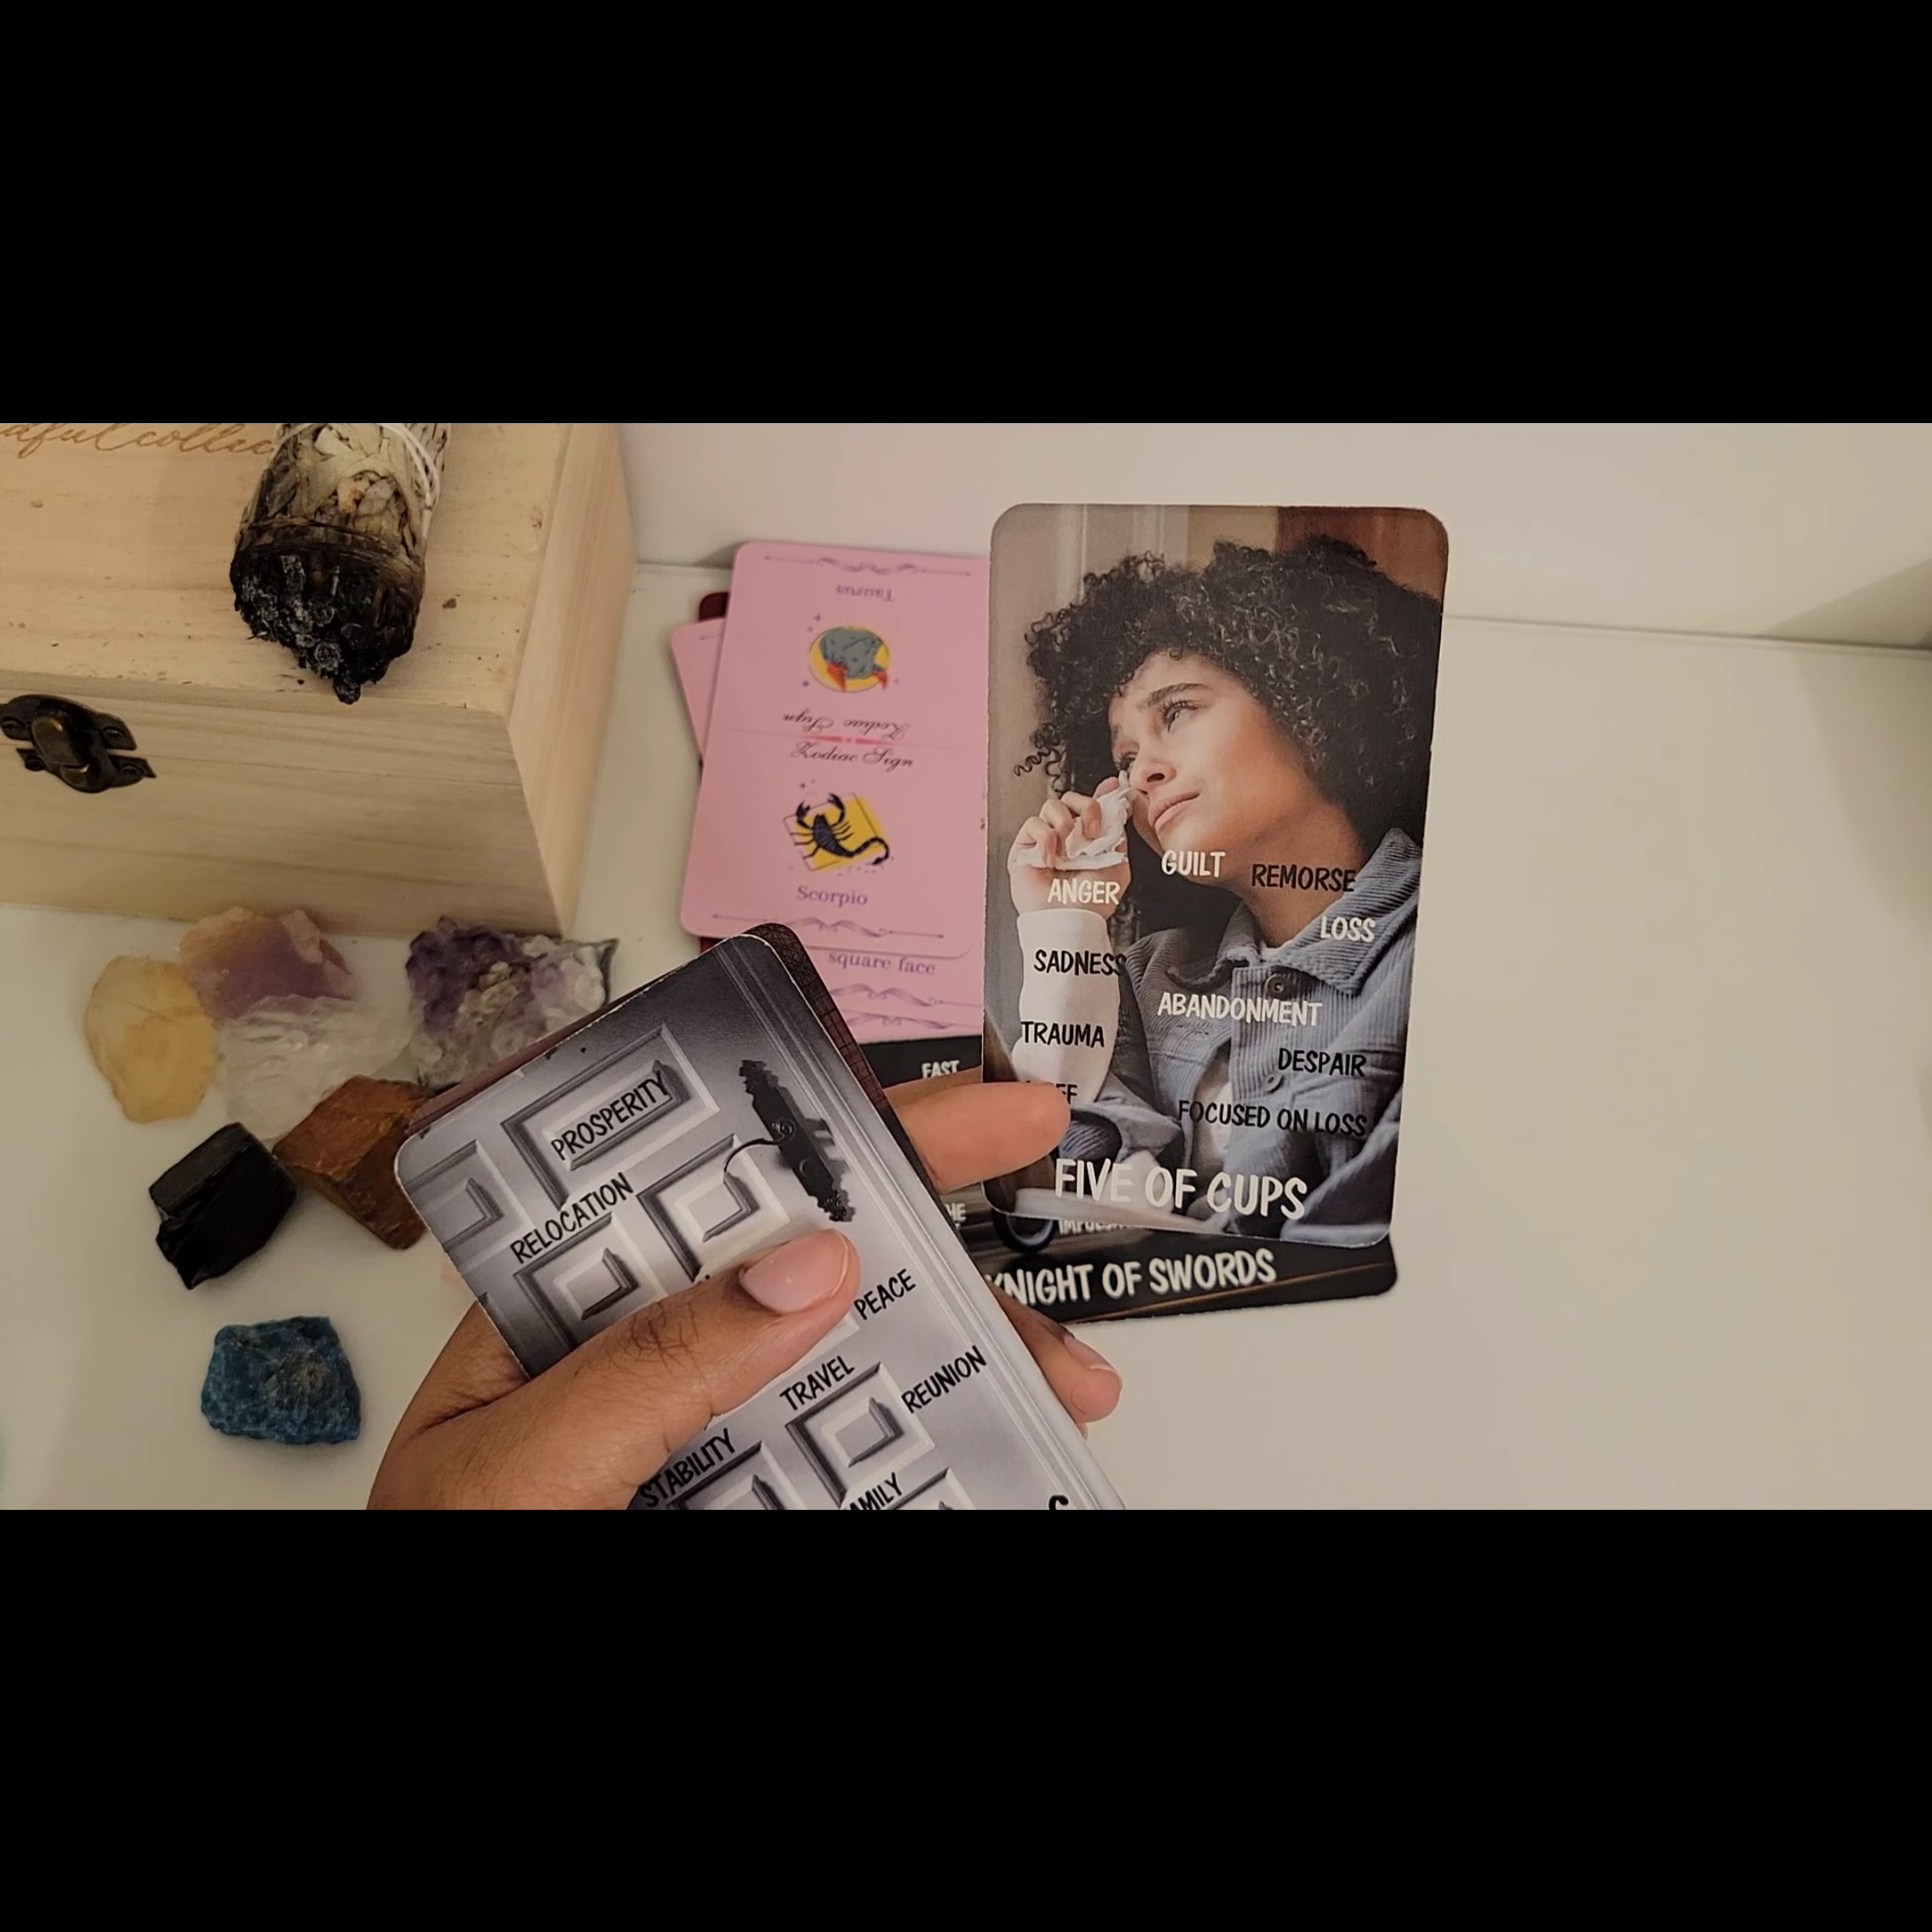 Taurus
Zodiac Sign
Zodiac Sign
Scorpio
square face
FAST
GUILT
REMORSE
ANGER
LOSS
SADNESS
ABANDONMENT
TRAUMA
DESPAIR
FOCUSED ON LOSS
FIVE OF CUPS
KNIGHT OF SWORDS
PROSPERITY
RELOCATION
PEACE
TRAVEL
REUNION
STABILITY